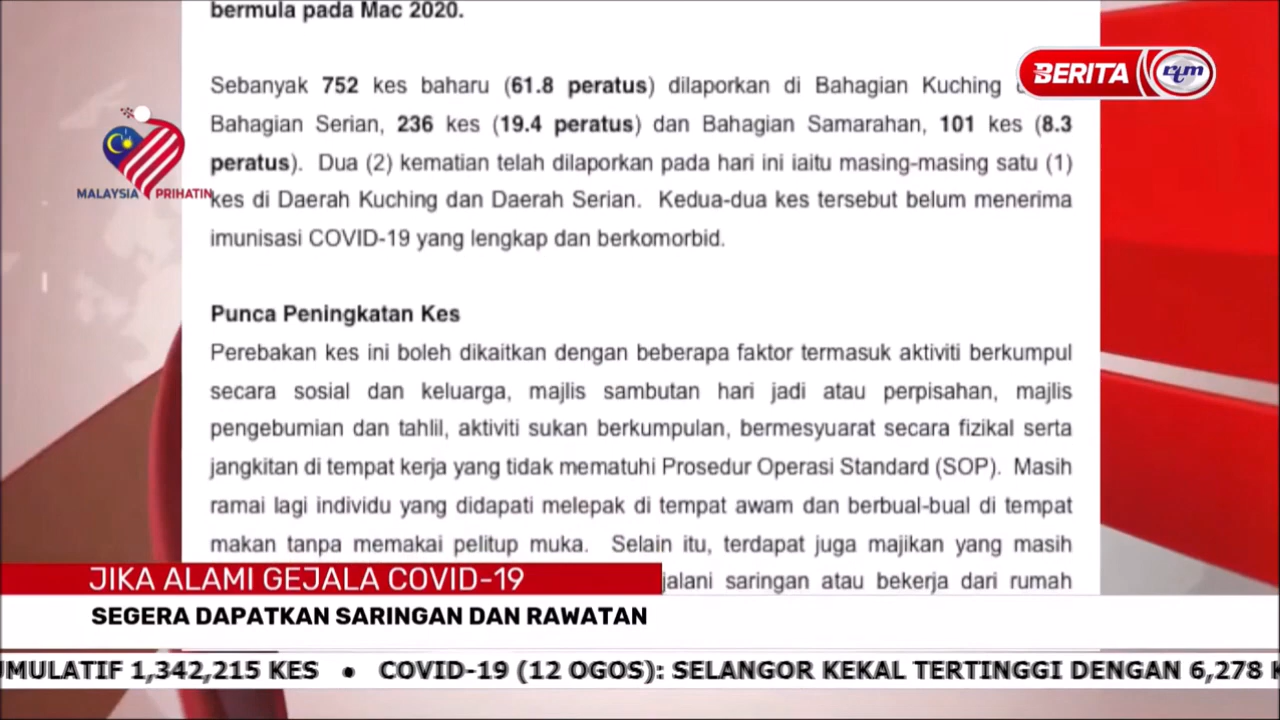 bermula pada Mac 2020.
Sebanyak 752 kes baharu (61.8 peratus) dilaporkan di Bahagian Kuching
Bahagian Serian, 236 kes (19.4 peratus) dan Bahagian Samarahan, 101 kes (8.3
peratus). Dua (2) kematian telah dilaporkan pada hari ini iaitu masing-masing satu (1)
kes di Daerah Kuching dan Daerah Serian. Kedua-dua kes tersebut belum menerima
imunisasi COVID-19 yang lengkap dan berkomorbid.
BERITA rtm
MALAYSIA PRIHATIN
Punca Peningkatan Kes
Perebakan kes ini boleh dikaitkan dengan beberapa faktor termasuk aktiviti berkumpul
secara sosial dan keluarga, majlis sambutan hari jadi atau perpisahan, majlis
pengebumian dan tahlil, aktiviti sukan berkumpulan, bermesyuarat secara fizikal serta
jangkitan di tempat kerja yang tidak mematuhi Prosedur Operasi Standard (SOP). Masih
ramai lagi individu yang didapati melepak di tempat awam dan berbual-bual di tempat
makan tanpa memakai pelitup muka. Selain itu, terdapat juga majikan yang masih
jalani saringan atau bekerja dari rumah
JIKA ALAMI GEJALA COVID-19
SEGERA DAPATKAN SARINGAN DAN RAWATAN
UMULATIF 1,342,215 KES • COVID-19 (12 OGOS): SELANGOR KEKAL TERTINGGI DENGAN 6,278